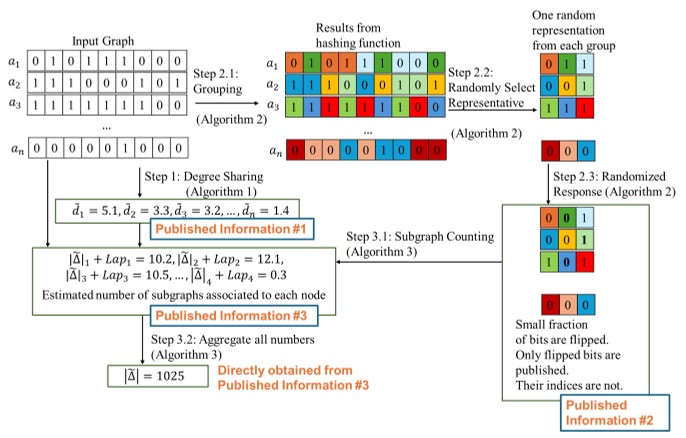 Input Graph
a₁ 0 1 0 1 1 1 0 0 0
a₂ 1 1 1 0 0 0 1 0 1
a₃ 1 1 1 1 1 1 1 0 0
...
aₙ 0 0 0 0 0 1 0 0 0
Step 2.1:
Grouping
(Algorithm 2)
Results from
hashing function
a₁ 0 1 0 1 1 1 0 0 0
a₂ 1 1 1 0 0 0 1 0 1
a₃ 1 1 1 1 1 1 1 0 0
...
aₙ 0 0 0 0 0 1 0 0 0
Step 2.2:
Randomly Select
Representative
(Algorithm 2)
One random
representation
from each group
0 1 1
0 0 1
1 1 1
0 0 0
Step 1: Degree Sharing
(Algorithm 1)
d̃₁ = 5.1, d̃₂ = 3.3, d̃₃ = 3.2, ..., d̃ₙ = 1.4
Published Information #1
Step 2.3: Randomized
Response (Algorithm 2)
0 0 1
0 0 1
1 0 1
0 0 0
Small fraction
of bits are flipped.
Only flipped bits are
published.
Their indices are not.
Published
Information #2
Step 3.1: Subgraph Counting
(Algorithm 3)
|Δ̃|₁ + Lap₁ = 10.2, |Δ̃|₂ + Lap₂ = 12.1,
|Δ̃|₃ + Lap₃ = 10.5, ..., |Δ̃|₄ + Lap₄ = 0.3
Estimated number of subgraphs associated to each node
Published Information #3
Step 3.2: Aggregate all numbers
(Algorithm 3)
|Δ̃| = 1025
Directly obtained from
Published Information #3